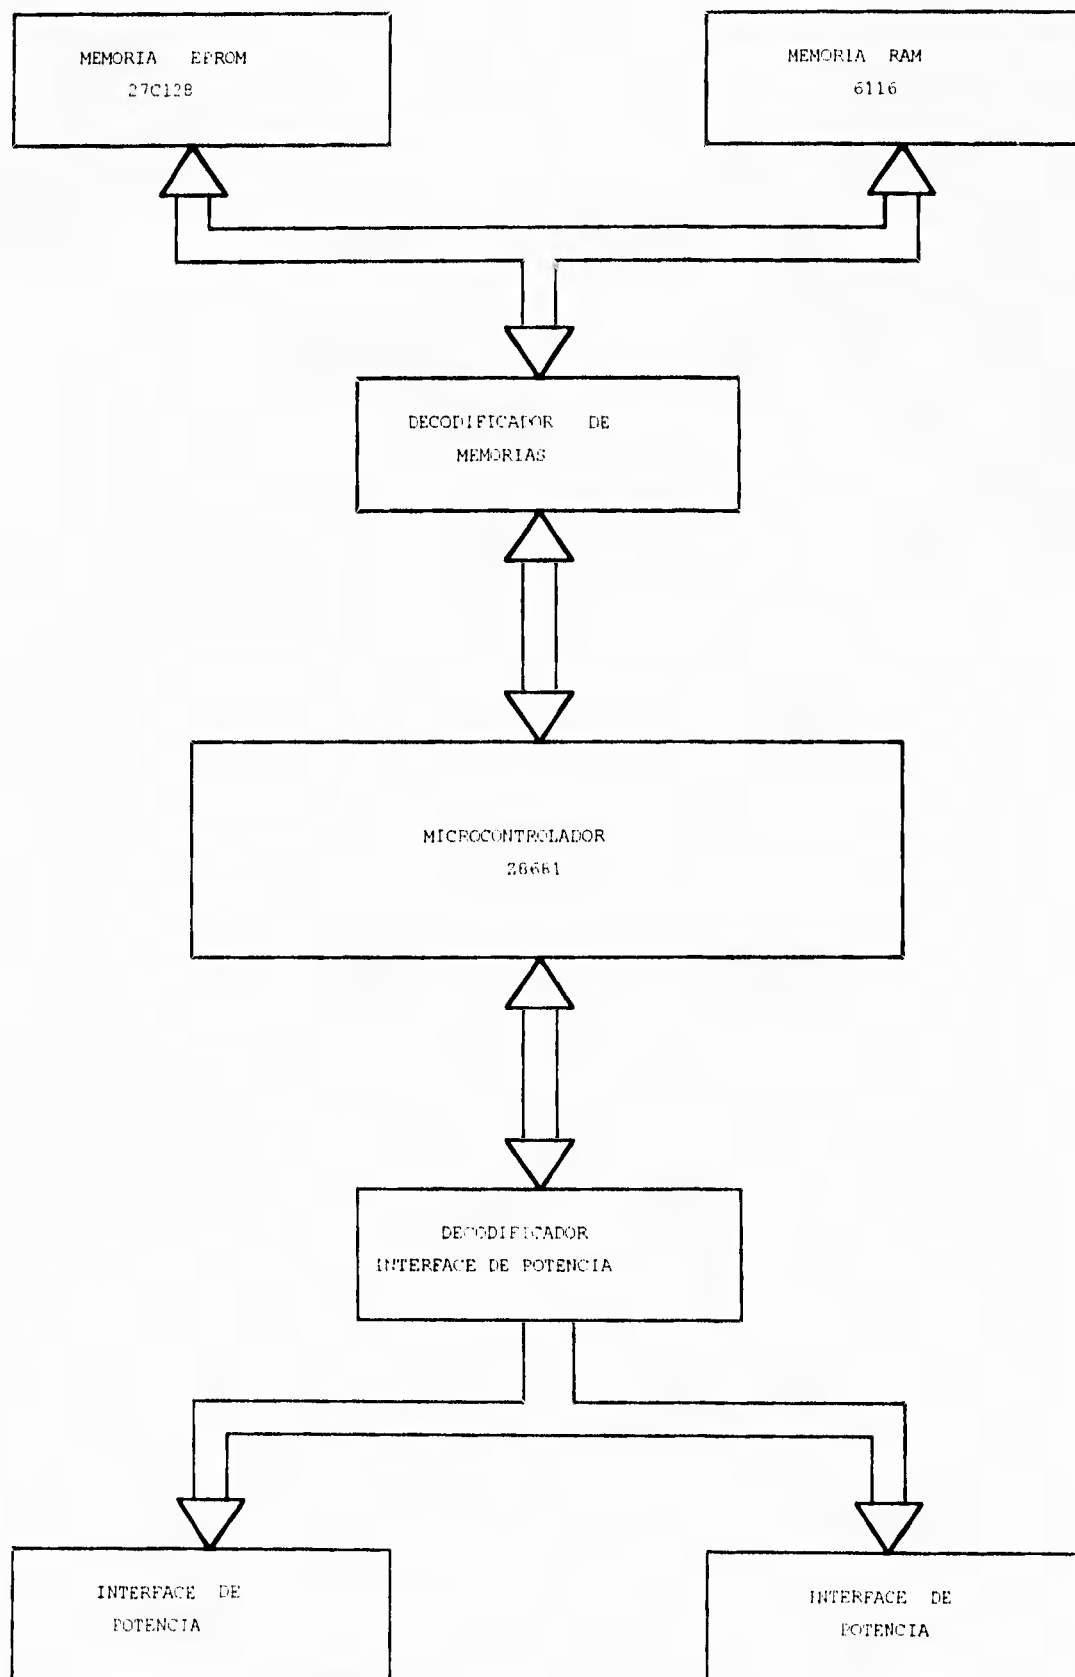 MEMORIA EPROM
27C128
MEMORIA RAM
6116
DECODIFICADOR DE
MEMORIAS
MICROCONTROLADOR
DECODIFICADOR
INTERFACE DE POTENCIA
INTERFACE DE
POTENCIA
INTERFACE DE
POTENCIA